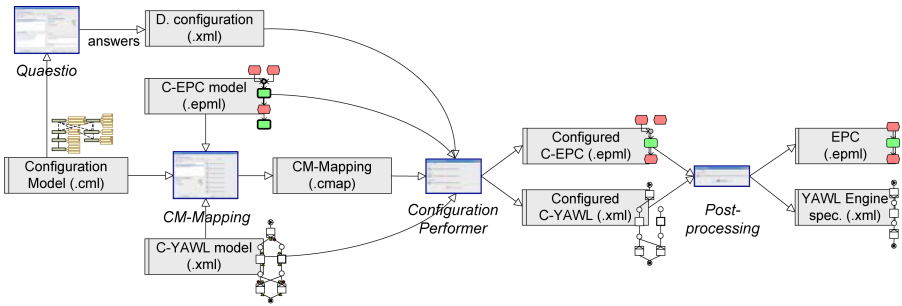 D. configuration
(.xml)
answers
Quaestio
C-EPC model
(.epml)
Configuration
Model (.cml)
CM-Mapping
CM-Mapping
(.cmap)
C-YAWL model
(.xml)
Configuration
Performer
Configured
C-EPC (.epml)
Configured
C-YAWL (.xml)
Post-
processing
EPC
(.epml)
YAWL Engine
spec. (.xml)